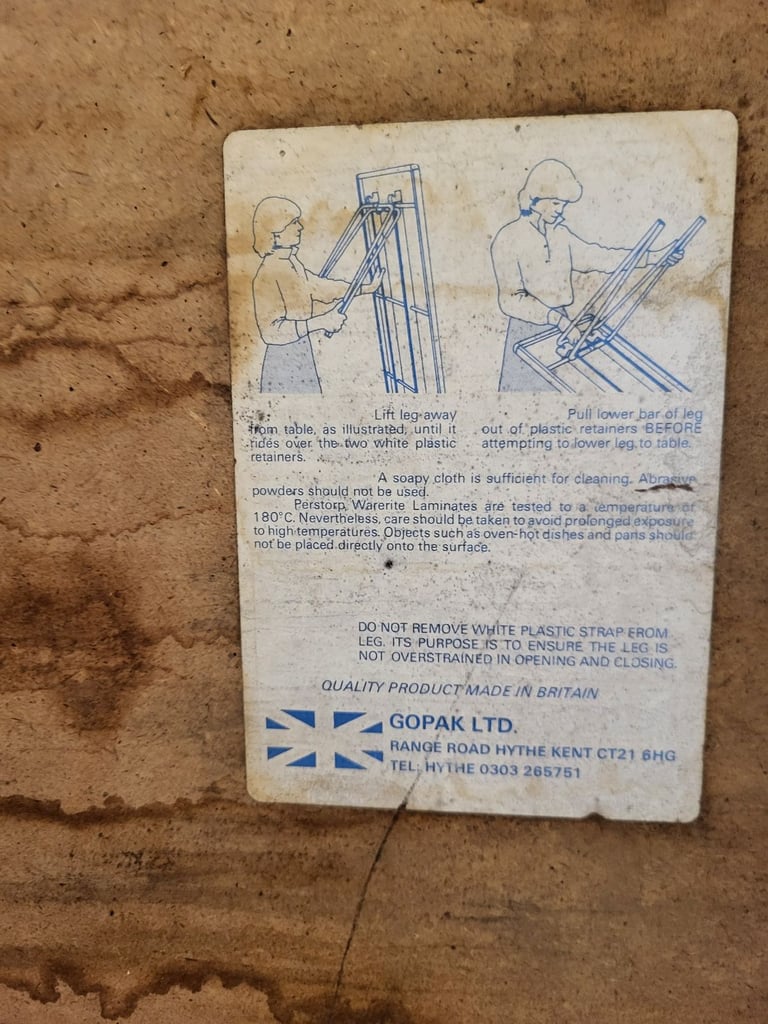 Lift leg away
from table, as illustrated, until it
rides over the two white plastic
retainers.
Pull lower bar of leg
out of plastic retainers BEFORE
attempting to lower leg to table.
A soapy cloth is sufficient for cleaning. Abrasive
powders should not be used.
Perstorp Warerite Laminates are tested to a temperature of
180°C. Nevertheless, care should be taken to avoid prolonged exposure
to high temperatures. Objects such as oven-hot dishes and pans should
not be placed directly onto the surface.
DO NOT REMOVE WHITE PLASTIC STRAP FROM
LEG. ITS PURPOSE IS TO ENSURE THE LEG IS
NOT OVERSTRAINED IN OPENING AND CLOSING.
QUALITY PRODUCT MADE IN BRITAIN
GOPAK LTD.
RANGE ROAD HYTHE KENT CT21 6HG
TEL: HYTHE 0303 265751